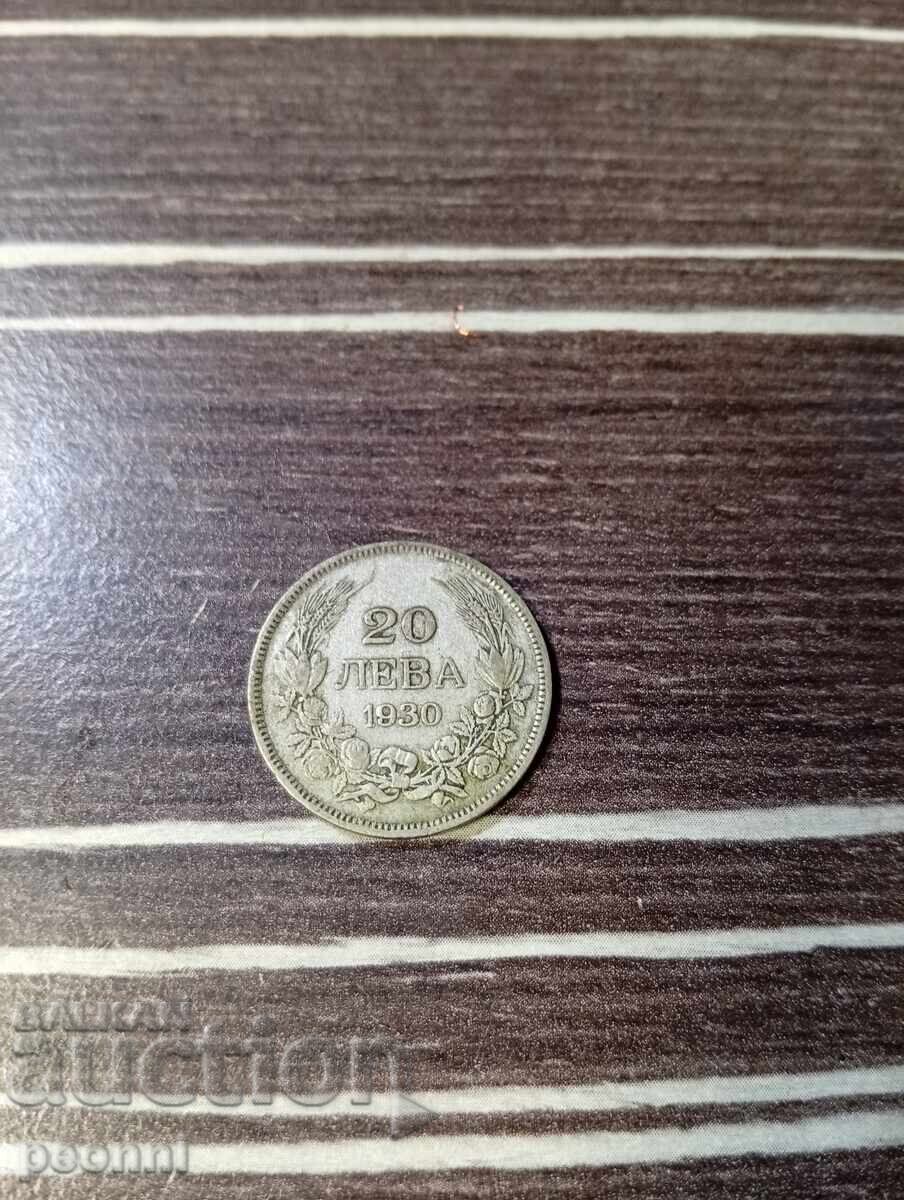 20
ЛЕВА
1930
BALKAN
auction
peonni